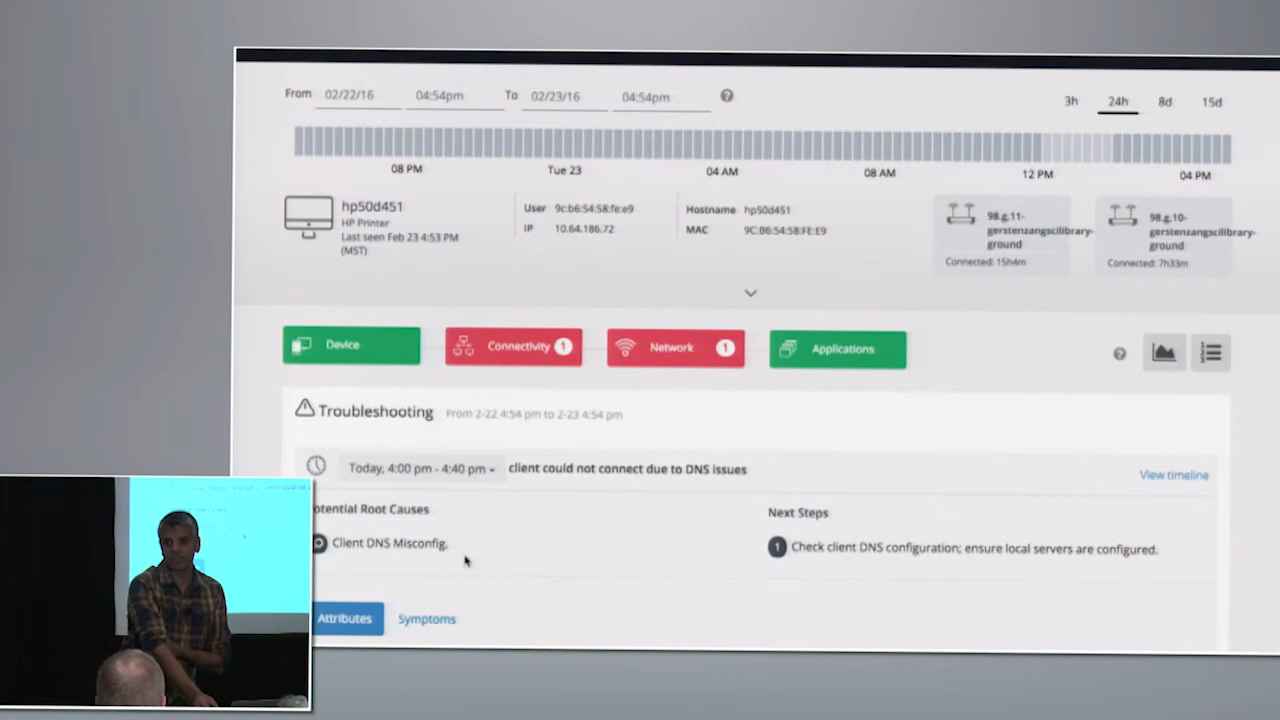 From 02/22/16 04:54pm To 02/23/16 04:54pm
3h 24h 8d 15d
08 PM Tue 23 04 AM 08 AM 12 PM 04 PM
hp50d451
HP Printer
Last seen Feb 23 4:53 PM
(MST)
User 9c:b6:54:58:fe:e9
IP 10.64.186.72
Hostname hp50d451
MAC 9C:B6:54:58:FE:E9
98.g.11-
gerstenzangscilibrary-
ground
Connected: 15h4m
98.g.10-
gerstenzangscilibrary-
ground
Connected: 7h33m
Device
Connectivity 1
Network 1
Applications
Troubleshooting From 2-22 4:54 pm to 2-23 4:54 pm
Today, 4:00 pm - 4:40 pm client could not connect due to DNS issues
View timeline
otential Root Causes
Client DNS Misconfig.
Next Steps
1 Check client DNS configuration; ensure local servers are configured.
Attributes Symptoms